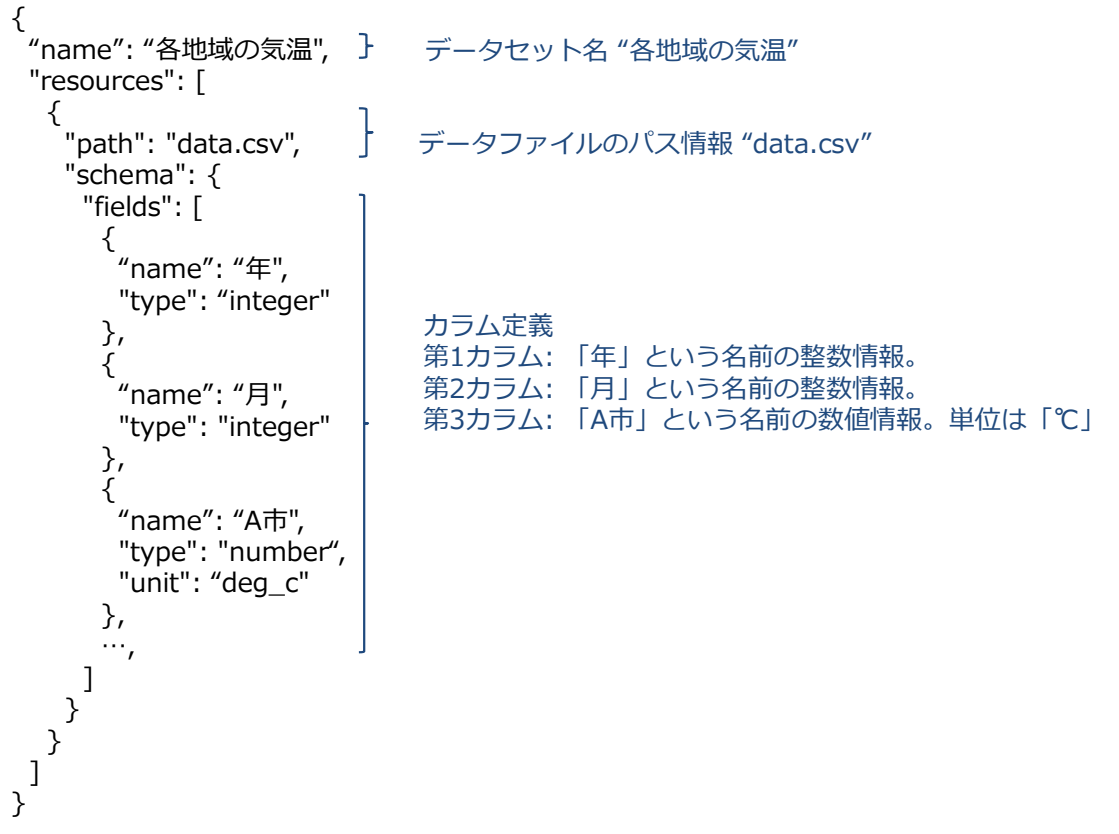 {
“name”: “各地域の気温", データセット名 “各地域の気温”
"resources": [
{
"path": "data.csv", データファイルのパス情報 “data.csv”
"schema": {
"fields": [
{
“name”: “年",
"type": “integer"
},
{
“name”: “月",
"type": "integer"
},
{
“name”: “A市",
"type": "number“,
"unit": “deg_c"
},
…,
]
}
}
]
}
カラム定義
第1カラム: 「年」という名前の整数情報。
第2カラム: 「月」という名前の整数情報。
第3カラム: 「A市」という名前の数値情報。単位は「℃」